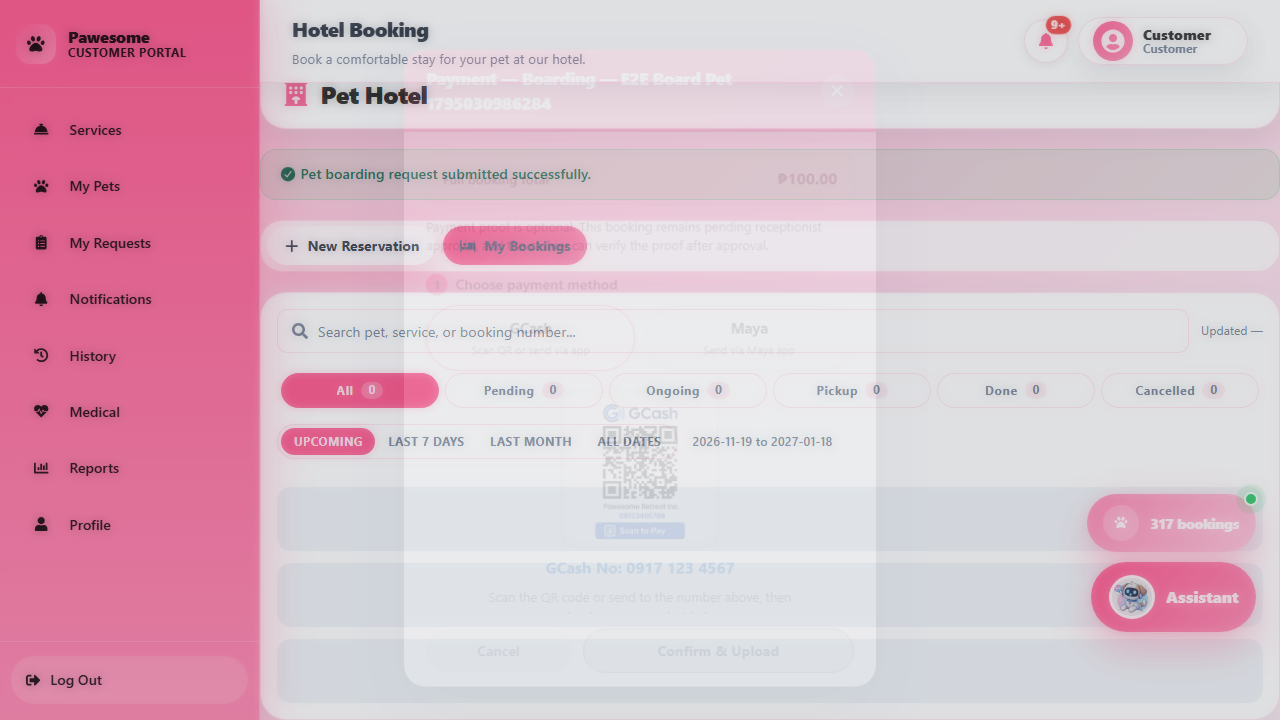 Pawesome
CUSTOMER PORTAL
Services
My Pets
My Requests
Notifications
History
Medical
Reports
Profile
Log Out
Hotel Booking
Book a comfortable stay for your pet at our hotel.
9+
Customer
Customer
Pet Hotel
Payment — Boarding — E2E Board Pet
1795030986284
Pet boarding request submitted successfully.
Full booking total
₱100.00
Payment proof is optional. This booking remains pending receptionist
can verify the proof after approval.
New Reservation
My Bookings
1 Choose payment method
GCash
Scan QR or send via app
Maya
Send via Maya app
Search pet, service, or booking number...
Updated —
All 0
Pending 0
Ongoing 0
Pickup 0
Done 0
Cancelled 0
GCash
UPCOMING
LAST 7 DAYS
LAST MONTH
ALL DATES
2026-11-19 to 2027-01-18
Pawesome Retreat Inc.
Scan to Pay
GCash No: 0917 123 4567
Scan the QR code or send to the number above, then
317 bookings
Assistant
Cancel
Confirm & Upload